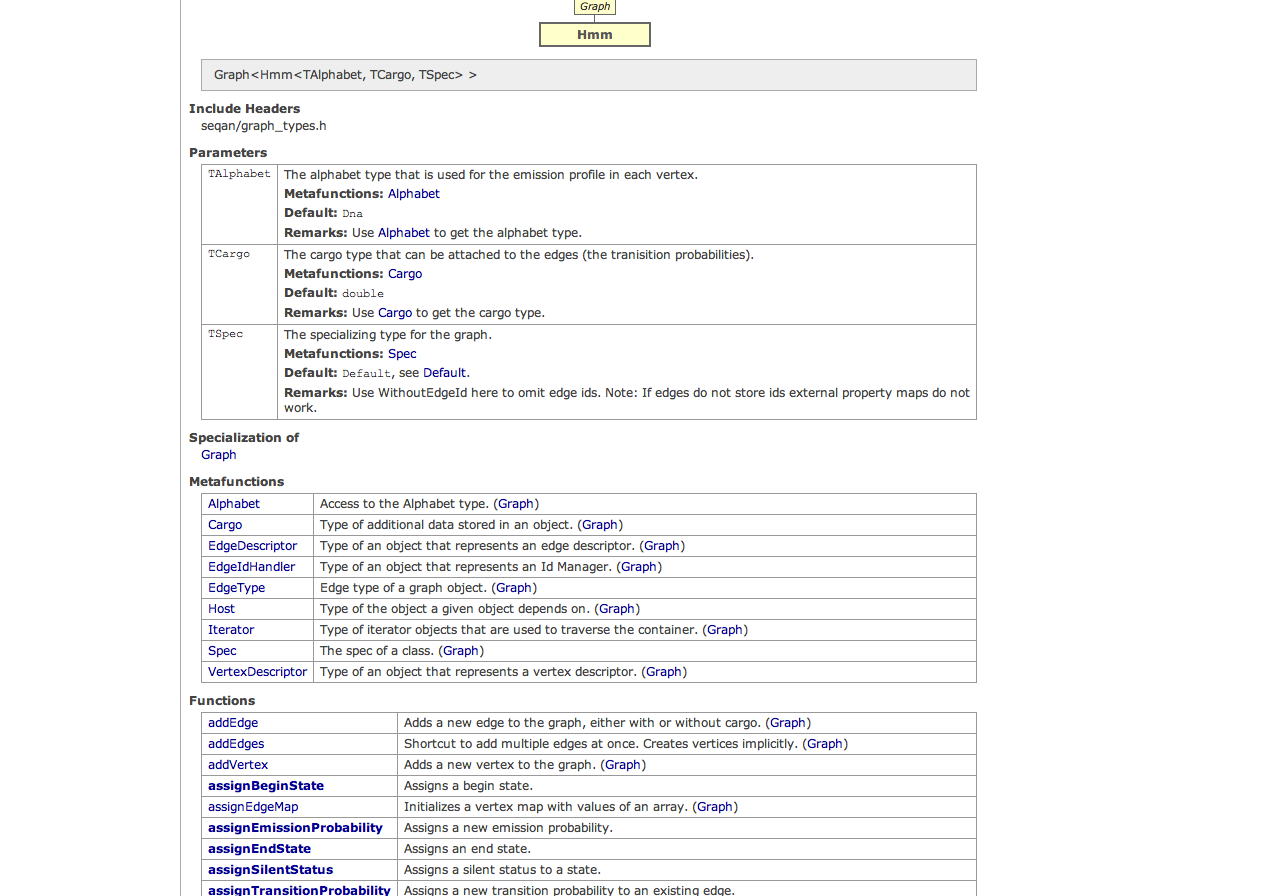 Graph
Hmm
Graph<Hmm<TAlphabet, TCargo, TSpec> >
Include Headers
seqan/graph_types.h
Parameters
TAlphabet The alphabet type that is used for the emission profile in each vertex.
Metafunctions: Alphabet
Default: Dna
Remarks: Use Alphabet to get the alphabet type.
TCargo The cargo type that can be attached to the edges (the tranisition probabilities).
Metafunctions: Cargo
Default: double
Remarks: Use Cargo to get the cargo type.
TSpec The specializing type for the graph.
Metafunctions: Spec
Default: Default, see Default.
Remarks: Use WithoutEdgeId here to omit edge ids. Note: If edges do not store ids external property maps do not
work.
Specialization of
Graph
Metafunctions
Alphabet Access to the Alphabet type. (Graph)
Cargo Type of additional data stored in an object. (Graph)
EdgeDescriptor Type of an object that represents an edge descriptor. (Graph)
EdgeIdHandler Type of an object that represents an Id Manager. (Graph)
EdgeType Edge type of a graph object. (Graph)
Host Type of the object a given object depends on. (Graph)
Iterator Type of iterator objects that are used to traverse the container. (Graph)
Spec The spec of a class. (Graph)
VertexDescriptor Type of an object that represents a vertex descriptor. (Graph)
Functions
addEdge Adds a new edge to the graph, either with or without cargo. (Graph)
addEdges Shortcut to add multiple edges at once. Creates vertices implicitly. (Graph)
addVertex Adds a new vertex to the graph. (Graph)
assignBeginState Assigns a begin state.
assignEdgeMap Initializes a vertex map with values of an array. (Graph)
assignEmissionProbability Assigns a new emission probability.
assignEndState Assigns an end state.
assignSilentStatus Assigns a silent status to a state.
assignTransitionProbability Assigns a new transition probability to an existing edge.